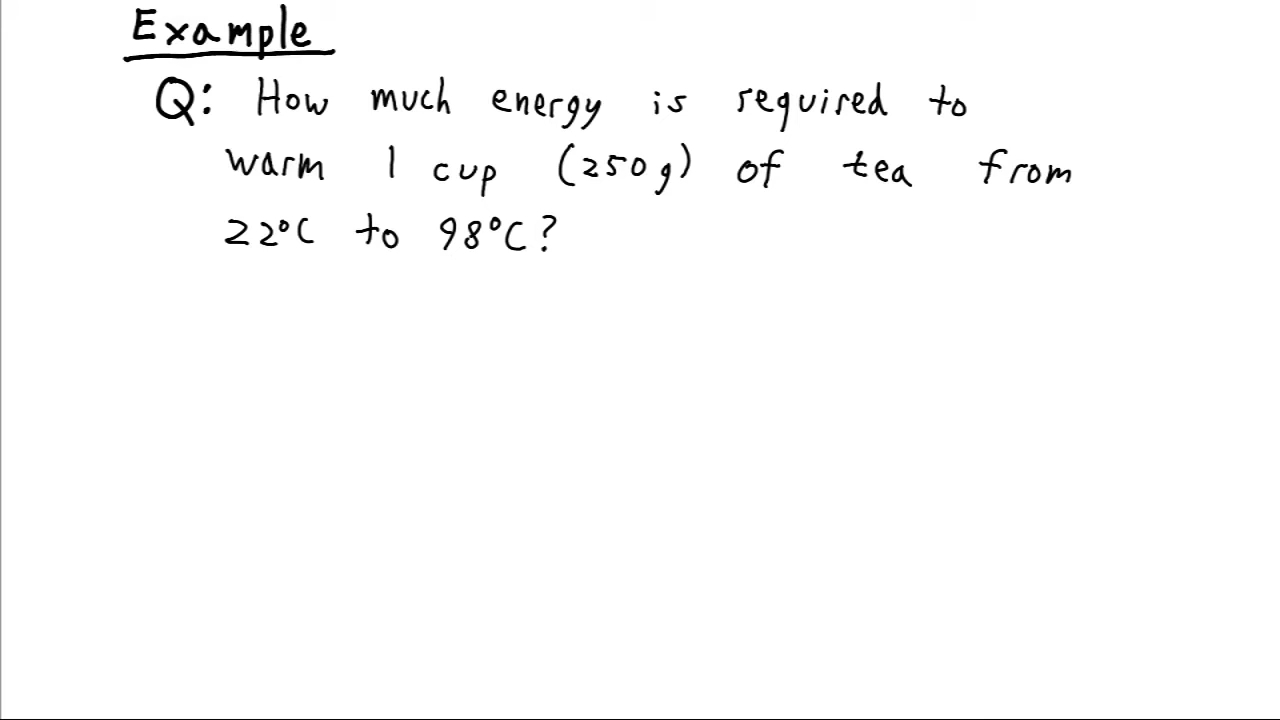 Example
Q: How much energy is required to
warm 1 cup (250g) of tea from
22°C to 98°C?